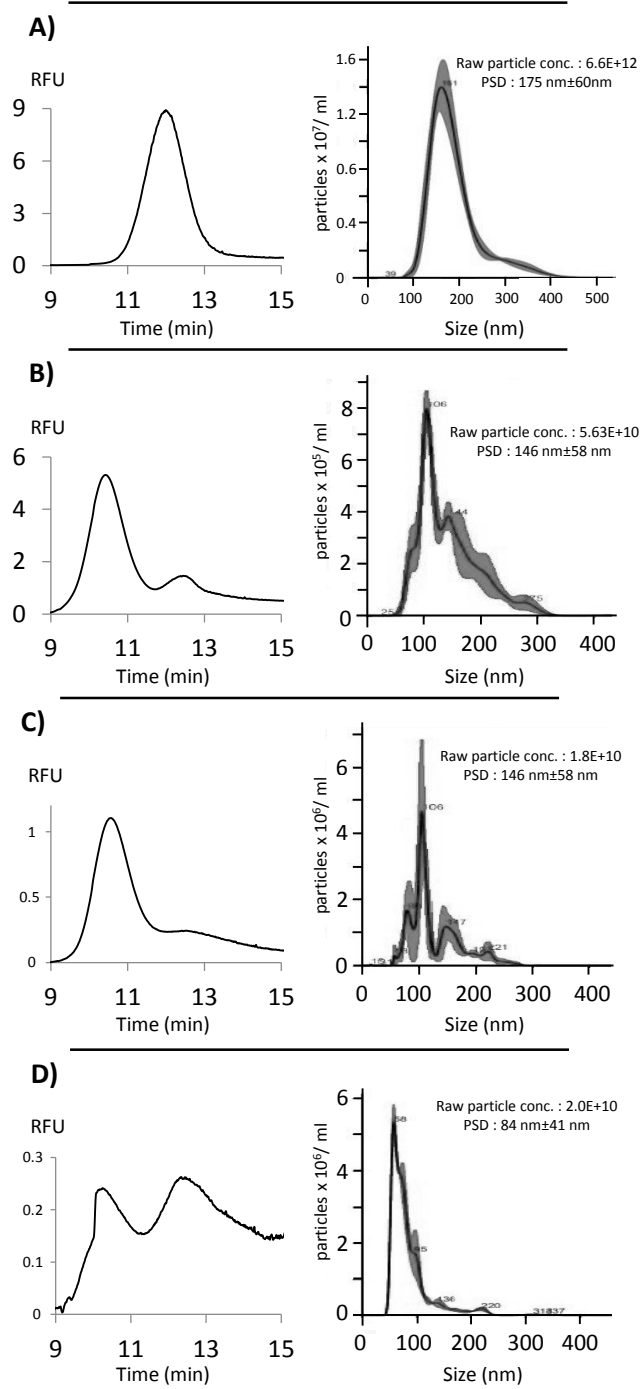 A)
RFU
9
6
3
0
9 11 13 15
Time (min)
particles x 10⁷/ ml
1.6
1.2
0.6
0.4
0
0 100 200 300 400 500
Size (nm)
Raw particle conc. : 6.6E+12
PSD : 175 nm±60nm
161
39
B)
RFU
6
4
2
0
9 11 13 15
Time (min)
particles x 10⁵/ ml
8
6
4
2
0
0 100 200 300 400
Size (nm)
Raw particle conc. : 5.63E+10
PSD : 146 nm±58 nm
106
25
C)
RFU
1
0.5
0
9 11 13 15
Time (min)
particles x 10⁶/ ml
6
4
2
0
0 100 200 300 400
Size (nm)
Raw particle conc. : 1.8E+10
PSD : 146 nm±58 nm
106
147
221
D)
RFU
0.3
0.2
0.1
0
9 11 13 15
Time (min)
particles x 10⁶/ ml
6
4
2
0
0 100 200 300 400
Size (nm)
Raw particle conc. : 2.0E+10
PSD : 84 nm±41 nm
58
136
220